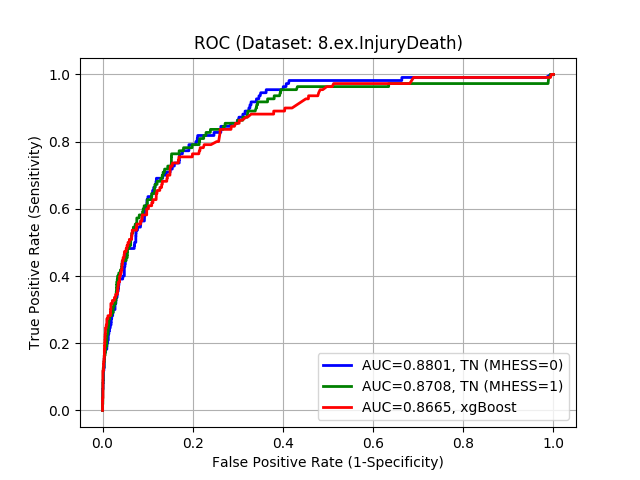 ROC (Dataset: 8.ex.InjuryDeath)
True Positive Rate (Sensitivity)
1.0
0.8
0.6
0.4
0.2
0.0
AUC=0.8801, TN (MHESS=0)
AUC=0.8708, TN (MHESS=1)
AUC=0.8665, xgBoost
0.0 0.2 0.4 0.6 0.8 1.0
False Positive Rate (1-Specificity)